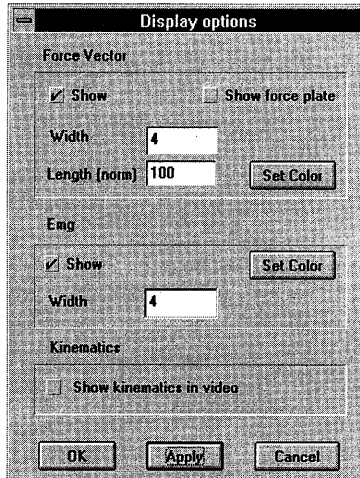 Display options
Force Vector
Show Show force plate
Width 4
Length (norm) 100 Set Color
Emg
Show Set Color
Width 4
Kinematics
Show kinematics in video
OK Apply Cancel